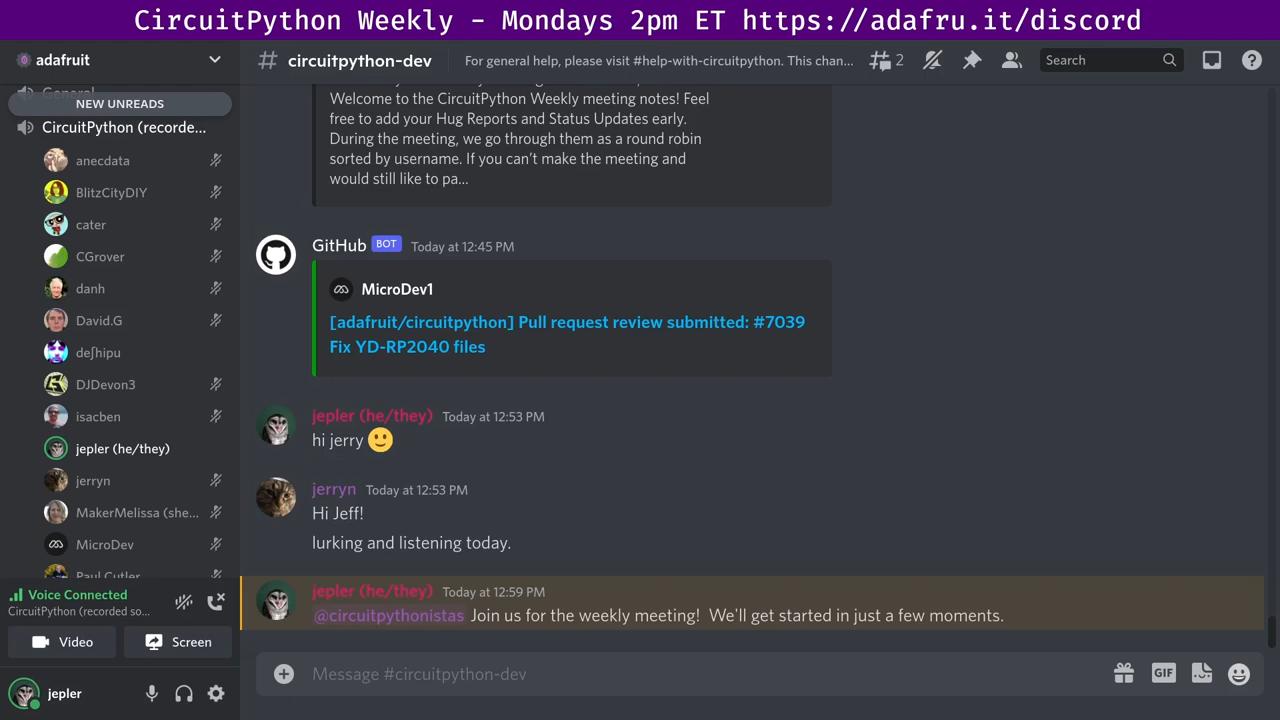 CircuitPython Weekly - Mondays 2pm ET https://adafru.it/discord
adafruit
General
NEW UNREADS
CircuitPython (recorde...
anecdata
BlitzCityDIY
cater
CGrover
danh
David.G
deʃhipu
DJDevon3
isacben
jepler (he/they)
jerryn
MakerMelissa (she...
MicroDev
Paul Cutler
Voice Connected
CircuitPython (recorded so...
Video
Screen
jepler
# circuitpython-dev
For general help, please visit #help-with-circuitpython. This chan...
2
Search
Welcome to the CircuitPython Weekly meeting notes! Feel
free to add your Hug Reports and Status Updates early.
During the meeting, we go through them as a round robin
sorted by username. If you can’t make the meeting and
would still like to pa...
GitHub BOT Today at 12:45 PM
MicroDev1
[adafruit/circuitpython] Pull request review submitted: #7039
Fix YD-RP2040 files
jepler (he/they) Today at 12:53 PM
hi jerry 🙂
jerryn Today at 12:53 PM
Hi Jeff!
lurking and listening today.
jepler (he/they) Today at 12:59 PM
@circuitpythonistas Join us for the weekly meeting! We'll get started in just a few moments.
Message #circuitpython-dev
GIF